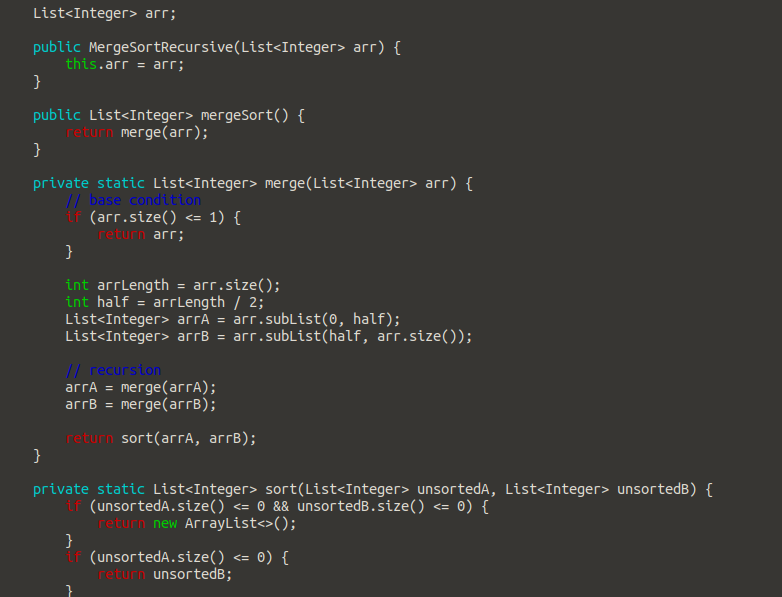 List<Integer> arr;
public MergeSortRecursive(List<Integer> arr) {
this.arr = arr;
}
public List<Integer> mergeSort() {
return merge(arr);
}
private static List<Integer> merge(List<Integer> arr) {
// base condition
if (arr.size() <= 1) {
return arr;
}
int arrLength = arr.size();
int half = arrLength / 2;
List<Integer> arrA = arr.subList(0, half);
List<Integer> arrB = arr.subList(half, arr.size());
// recursion
arrA = merge(arrA);
arrB = merge(arrB);
return sort(arrA, arrB);
}
private static List<Integer> sort(List<Integer> unsortedA, List<Integer> unsortedB) {
if (unsortedA.size() <= 0 && unsortedB.size() <= 0) {
return new ArrayList<>();
}
if (unsortedA.size() <= 0) {
return unsortedB;
}